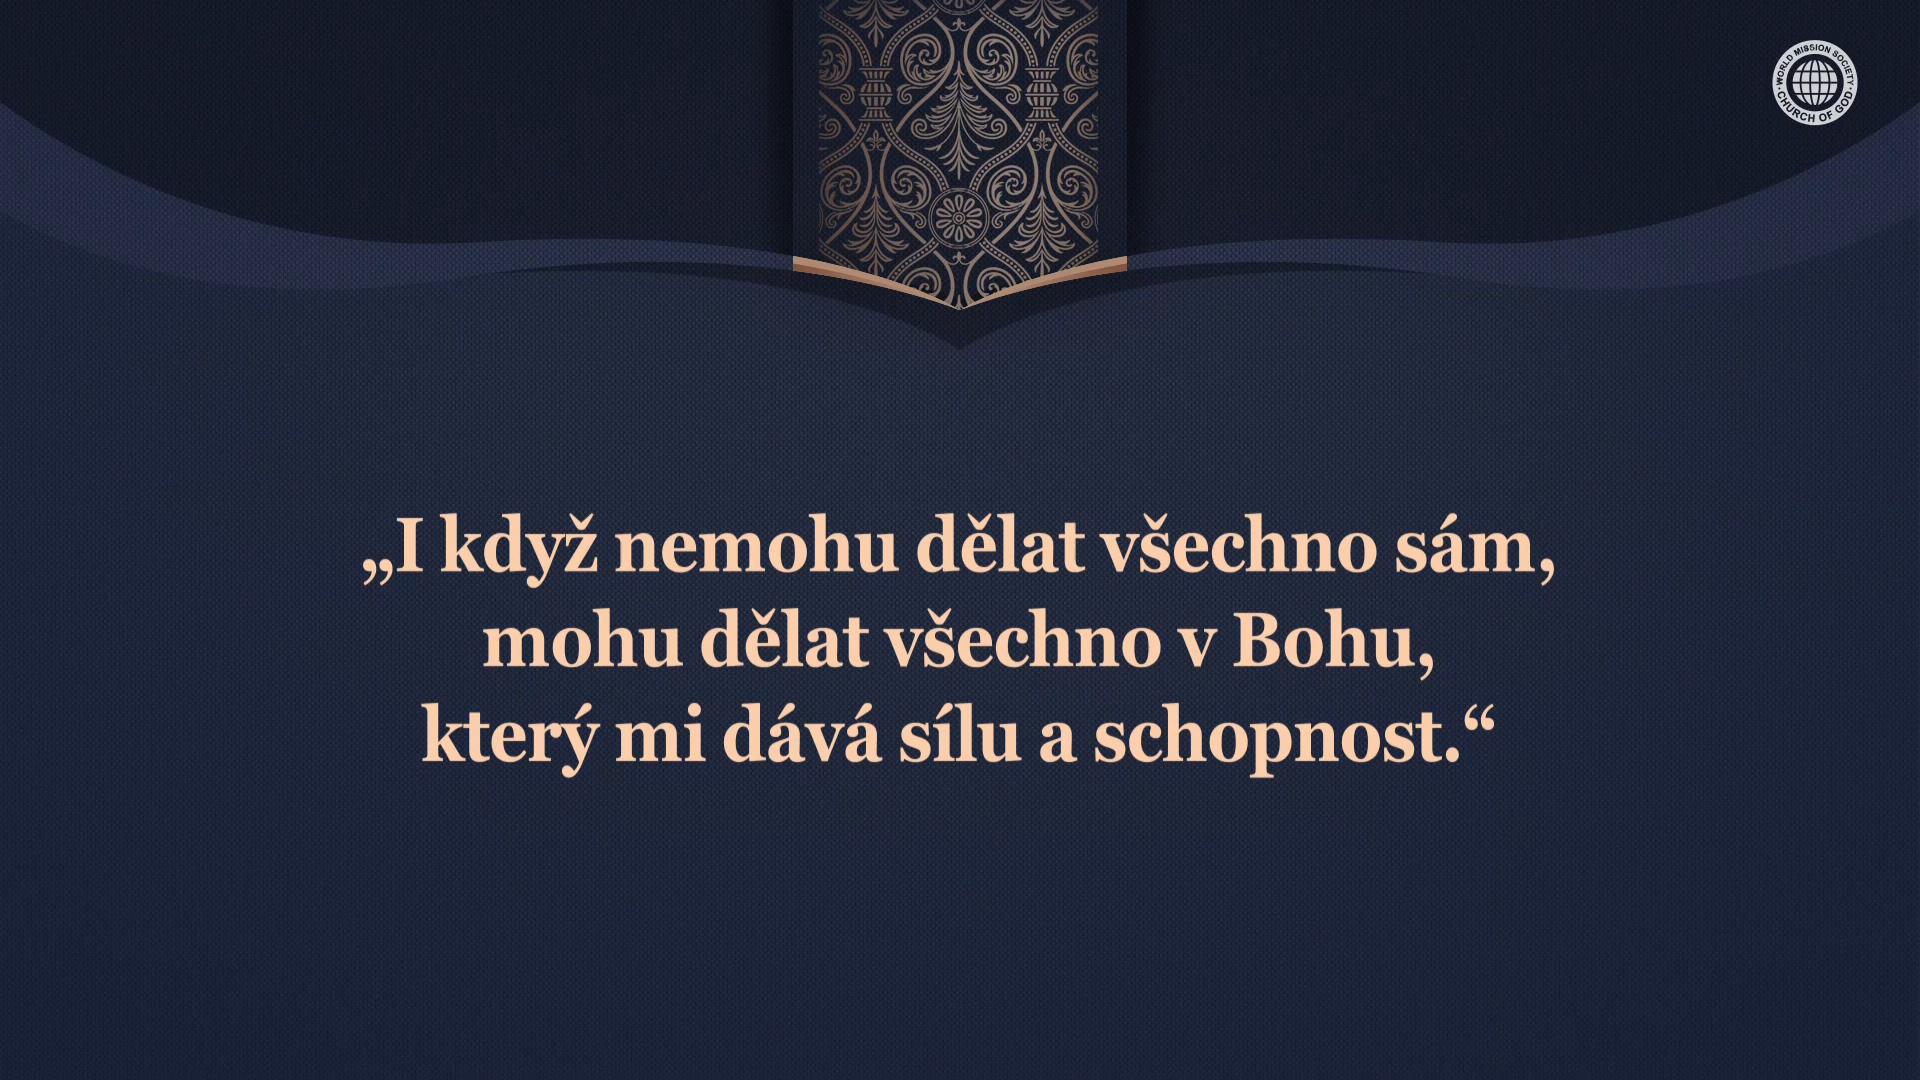 WORLD MISSION SOCIETY
CHURCH OF GOD
„I když nemohu dělat všechno sám,
mohu dělat všechno v Bohu,
který mi dává sílu a schopnost.“